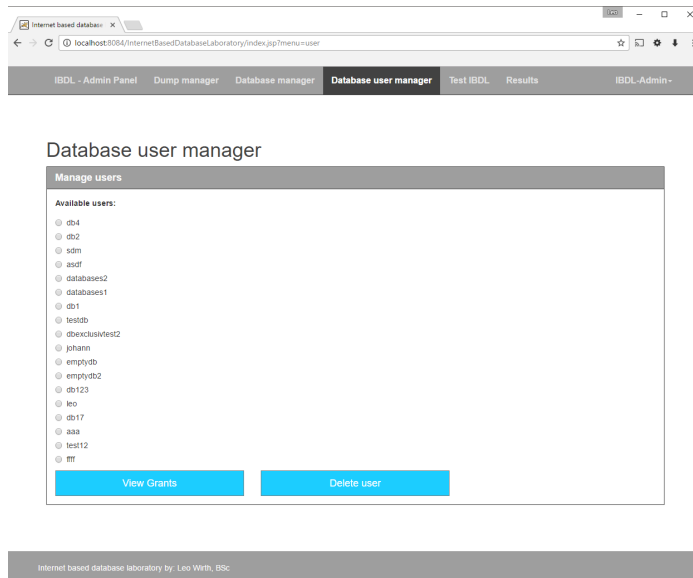 Leo
Internet based database
localhost:8084/InternetBasedDatabaseLaboratory/index.jsp?menu=user
IBDL - Admin Panel Dump manager Database manager Database user manager Test IBDL Results IBDL-Admin
Database user manager
Manage users
Available users:
db4
db2
sdm
asdf
databases2
databases1
db1
testdb
dbexclusivtest2
johann
emptydb
emptydb2
db123
leo
db17
aaa
test12
ffff
View Grants Delete user
Internet based database laboratory by: Leo Wirth, BSc